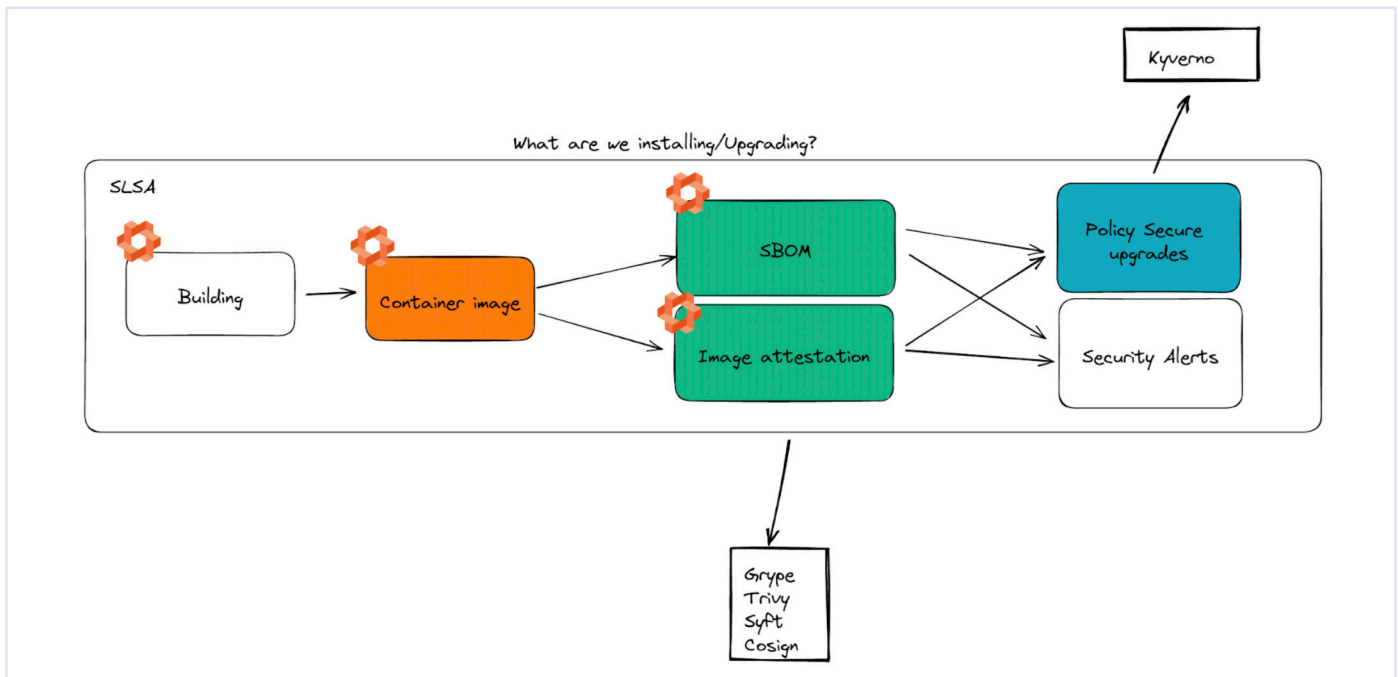 Kyverno
What are we installing/Upgrading?
SLSA
Building
Container image
SBOM
Image attestation
Policy Secure
upgrades
Security Alerts
Grype
Trivy
Syft
Cosign